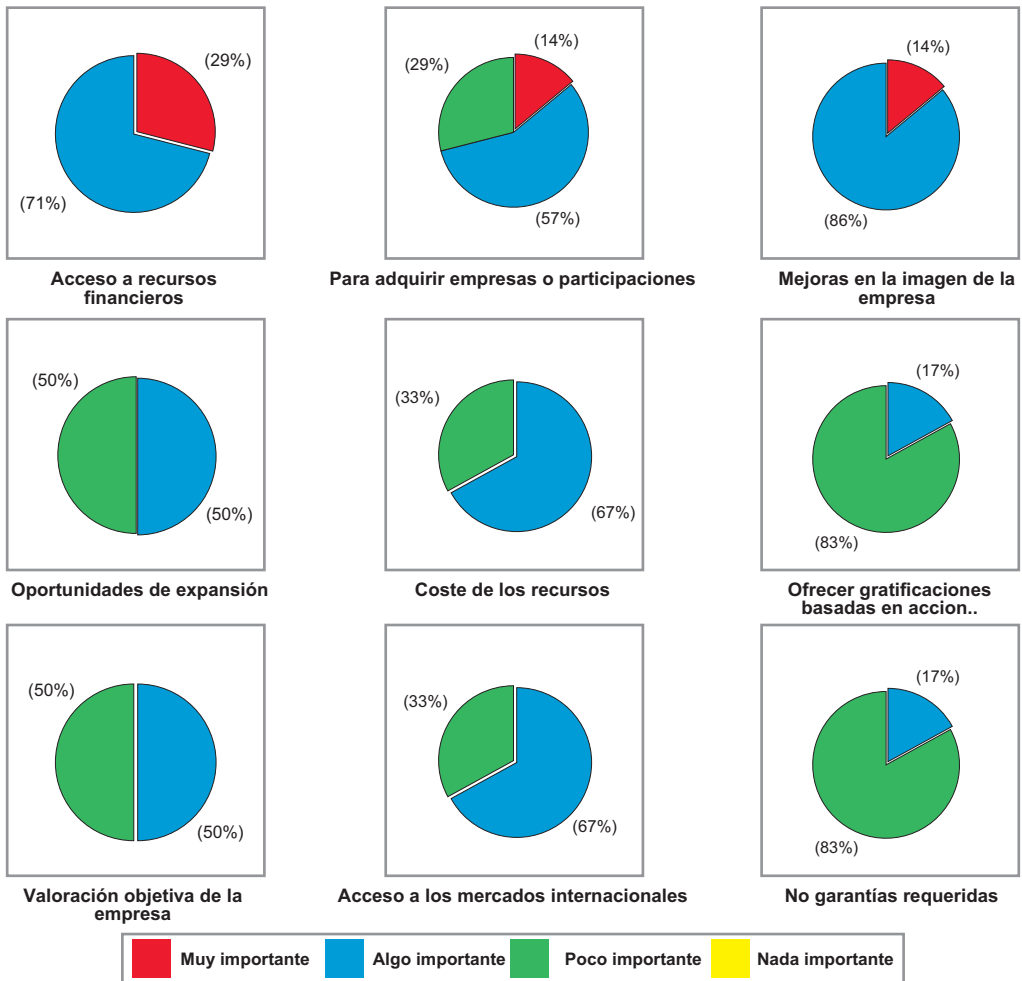 (29%)
(71%)
Acceso a recursos
financieros
(14%)
(29%)
(57%)
Para adquirir empresas o participaciones
(14%)
(86%)
Mejoras en la imagen de la
empresa
(50%)
(50%)
Oportunidades de expansión
(33%)
(67%)
Coste de los recursos
(17%)
(83%)
Ofrecer gratificaciones
basadas en accion..
(50%)
(50%)
Valoración objetiva de la
empresa
(33%)
(67%)
Acceso a los mercados internacionales
(17%)
(83%)
No garantías requeridas
Muy importante Algo importante Poco importante Nada importante